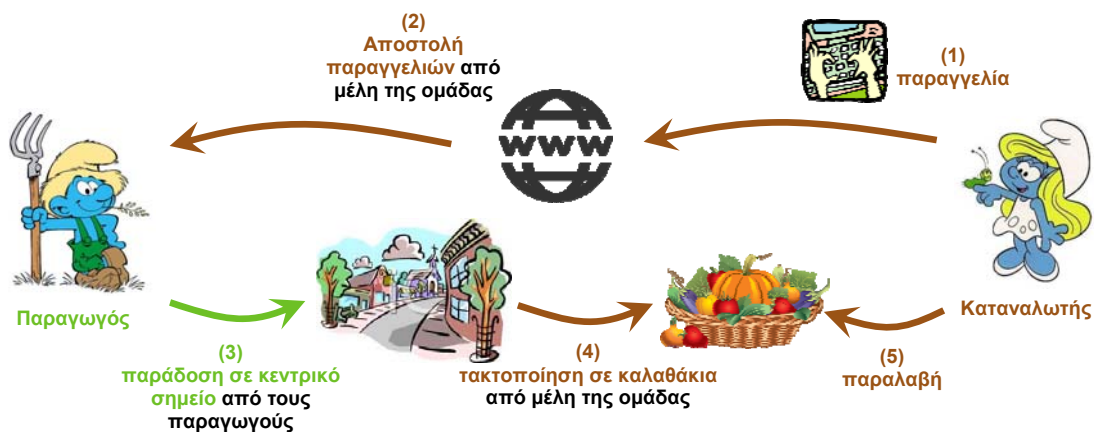 (2)
Αποστολή
παραγγελιών από
μέλη της ομάδας
(1)
παραγγελία
www
Παραγωγός
Καταναλωτής
(3)
παράδοση σε κεντρικό
σημείο από τους
παραγωγούς
(4)
τακτοποίηση σε καλαθάκια
από μέλη της ομάδας
(5)
παραλαβή